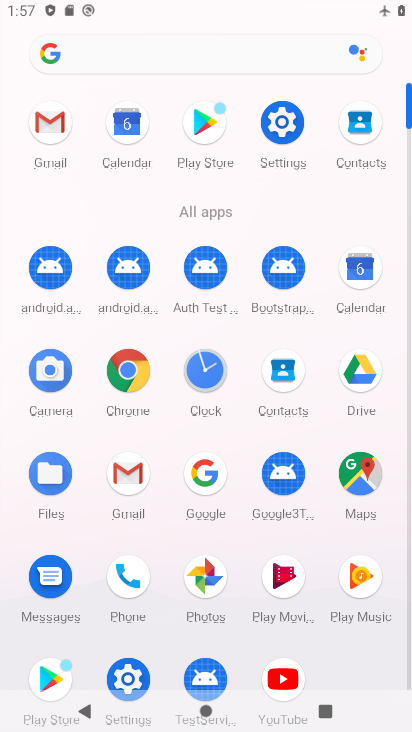 1:57
Gmail Calendar Play Store Settings Contacts
All apps
android.a... android.a... Auth Test ... Bootstrap... Calendar
Camera Chrome Clock Contacts Drive
Files Gmail Google Google3T... Maps
Messages Phone Photos Play Movi... Play Music
Play Store Settings TestServi... YouTube